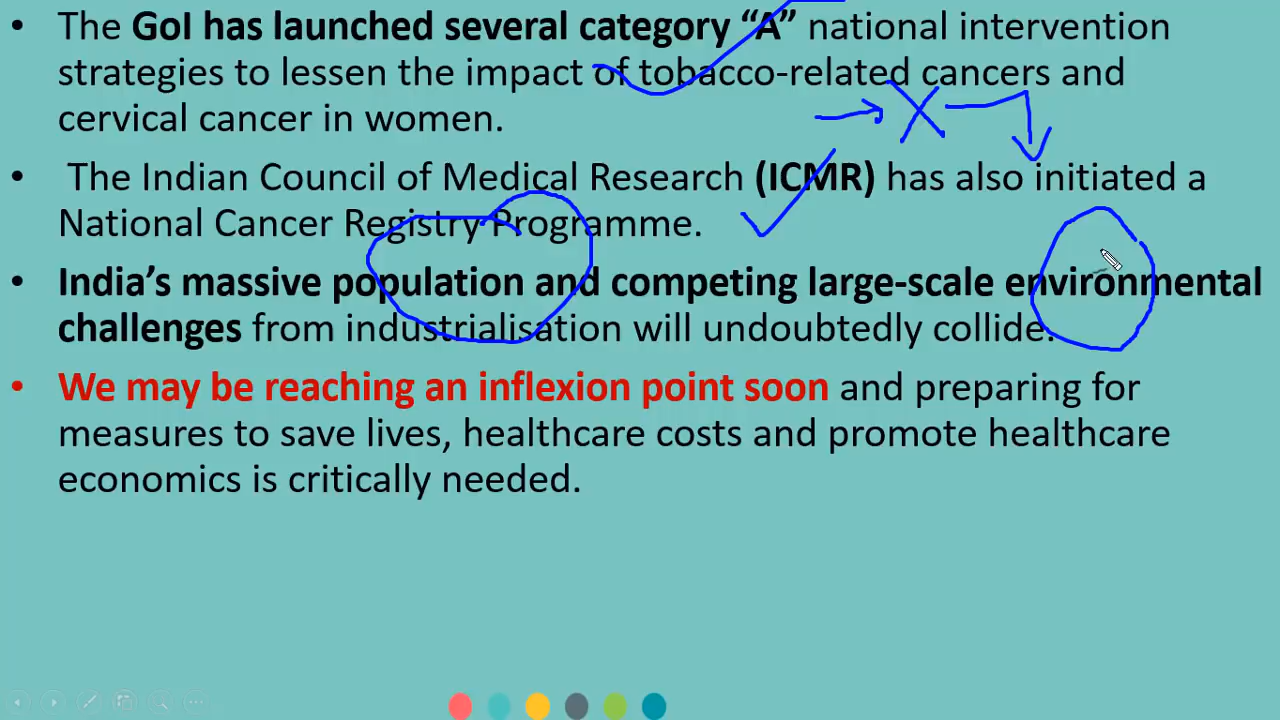 • The GoI has launched several category “A” national intervention
strategies to lessen the impact of tobacco-related cancers and
cervical cancer in women.
• The Indian Council of Medical Research (ICMR) has also initiated a
National Cancer Registry Programme.
• India’s massive population and competing large-scale environmental
challenges from industrialisation will undoubtedly collide.
• We may be reaching an inflexion point soon and preparing for
measures to save lives, healthcare costs and promote healthcare
economics is critically needed.